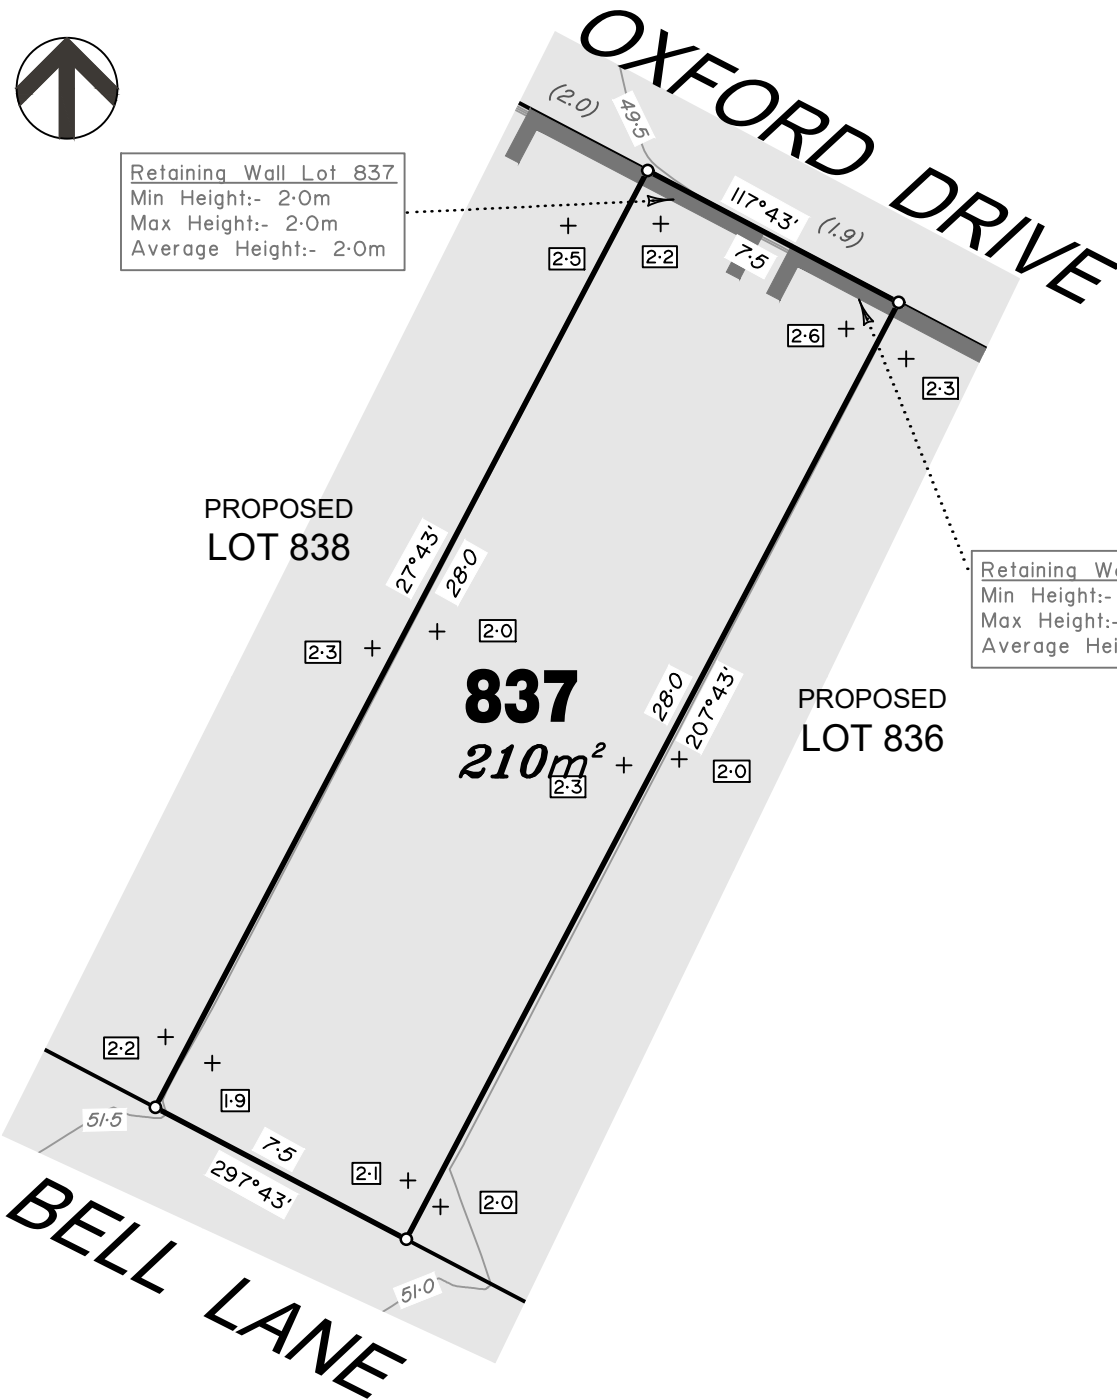 OXFORD DRIVE
(2.0)
49·5
Retaining Wall Lot 837
Min Height:- 2·0m
Max Height:- 2·0m
Average Height:- 2·0m
117°43'
(1.9)
7·5
2·5
2·2
2·6
2·3
PROPOSED
LOT 838
27°43'
28·0
Retaining
Min Height:-
Max Height:-
Average
2·3
2·0
837
210m²
2·3
28·0
207°43'
PROPOSED
LOT 836
2·0
2·2
1·9
51·5
7·5
297°43'
2·1
2·0
51·0
BELL LANE